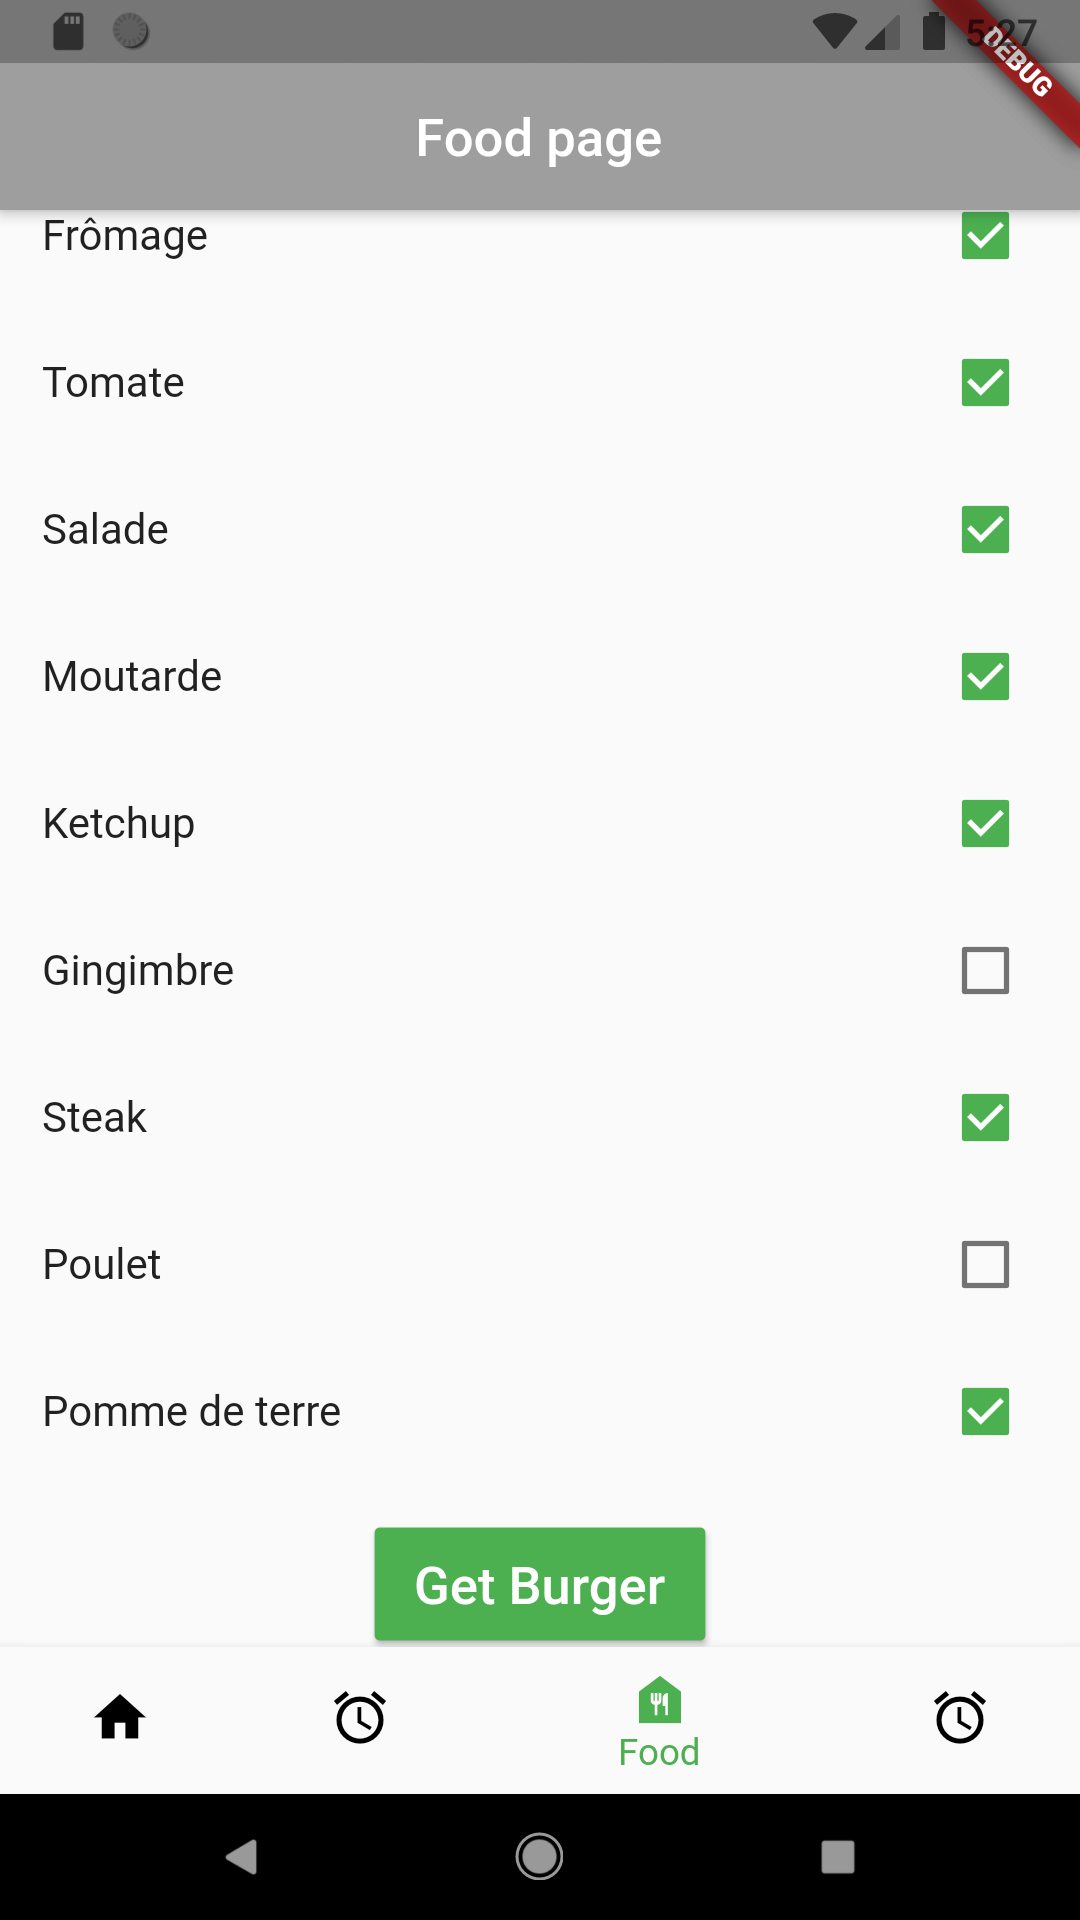 5:27
DEBUG
Food page
Frômage
Tomate
Salade
Moutarde
Ketchup
Gingimbre
Steak
Poulet
Pomme de terre
Get Burger
Food